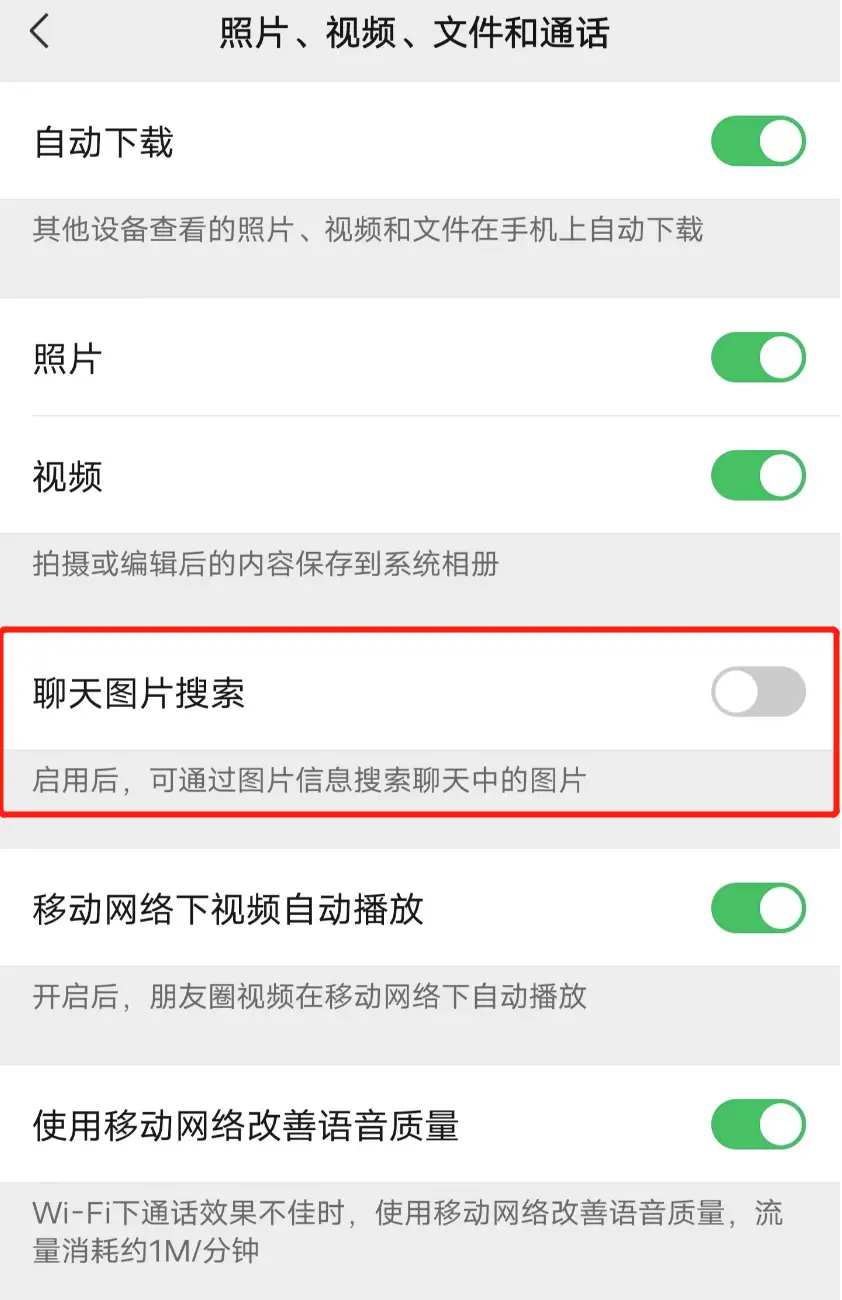 照片、视频、文件和通话
自动下载
其他设备查看的照片、视频和文件在手机上自动下载
照片
视频
拍摄或编辑后的内容保存到系统相册
聊天图片搜索
启用后，可通过图片信息搜索聊天中的图片
移动网络下视频自动播放
开启后，朋友圈视频在移动网络下自动播放
使用移动网络改善语音质量
Wi-Fi下通话效果不佳时，使用移动网络改善语音质量，流
量消耗约1M/分钟